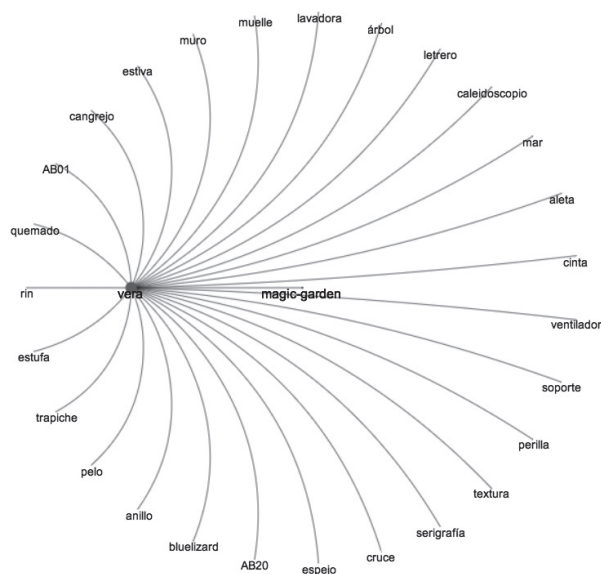 lavadora
muelle
árbol
muro
letrero
estiva
caleidoscopio
cangrejo
mar
AB01
aleta
quemado
cinta
rin
vera
magic-garden
ventilador
estufa
soporte
trapiche
perilla
pelo
textura
anillo
serigrafía
bluelizard
cruce
AB20
espejo